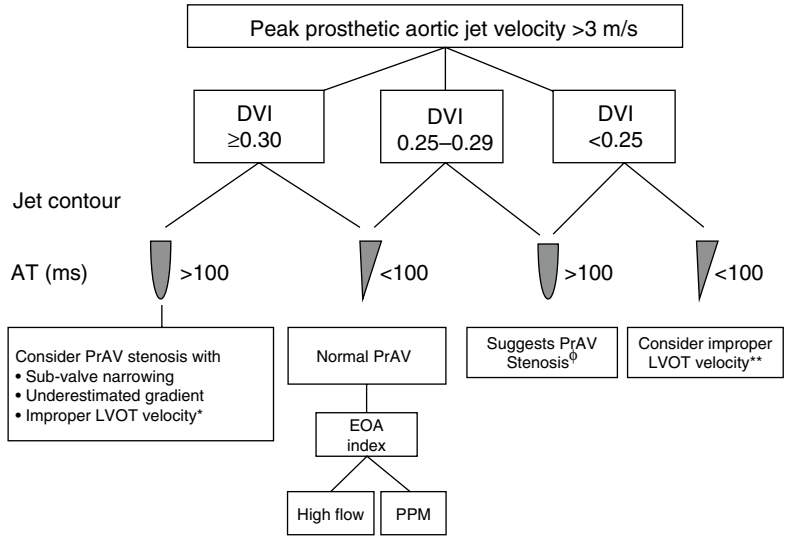 Peak prosthetic aortic jet velocity >3 m/s
DVI
≥0.30
DVI
0.25–0.29
DVI
<0.25
Jet contour
AT (ms)
>100
<100
>100
<100
Consider PrAV stenosis with
• Sub-valve narrowing
• Underestimated gradient
• Improper LVOT velocity*
Normal PrAV
Suggests PrAV
Stenosisᶲ
Consider improper
LVOT velocity**
EOA
index
High flow
PPM